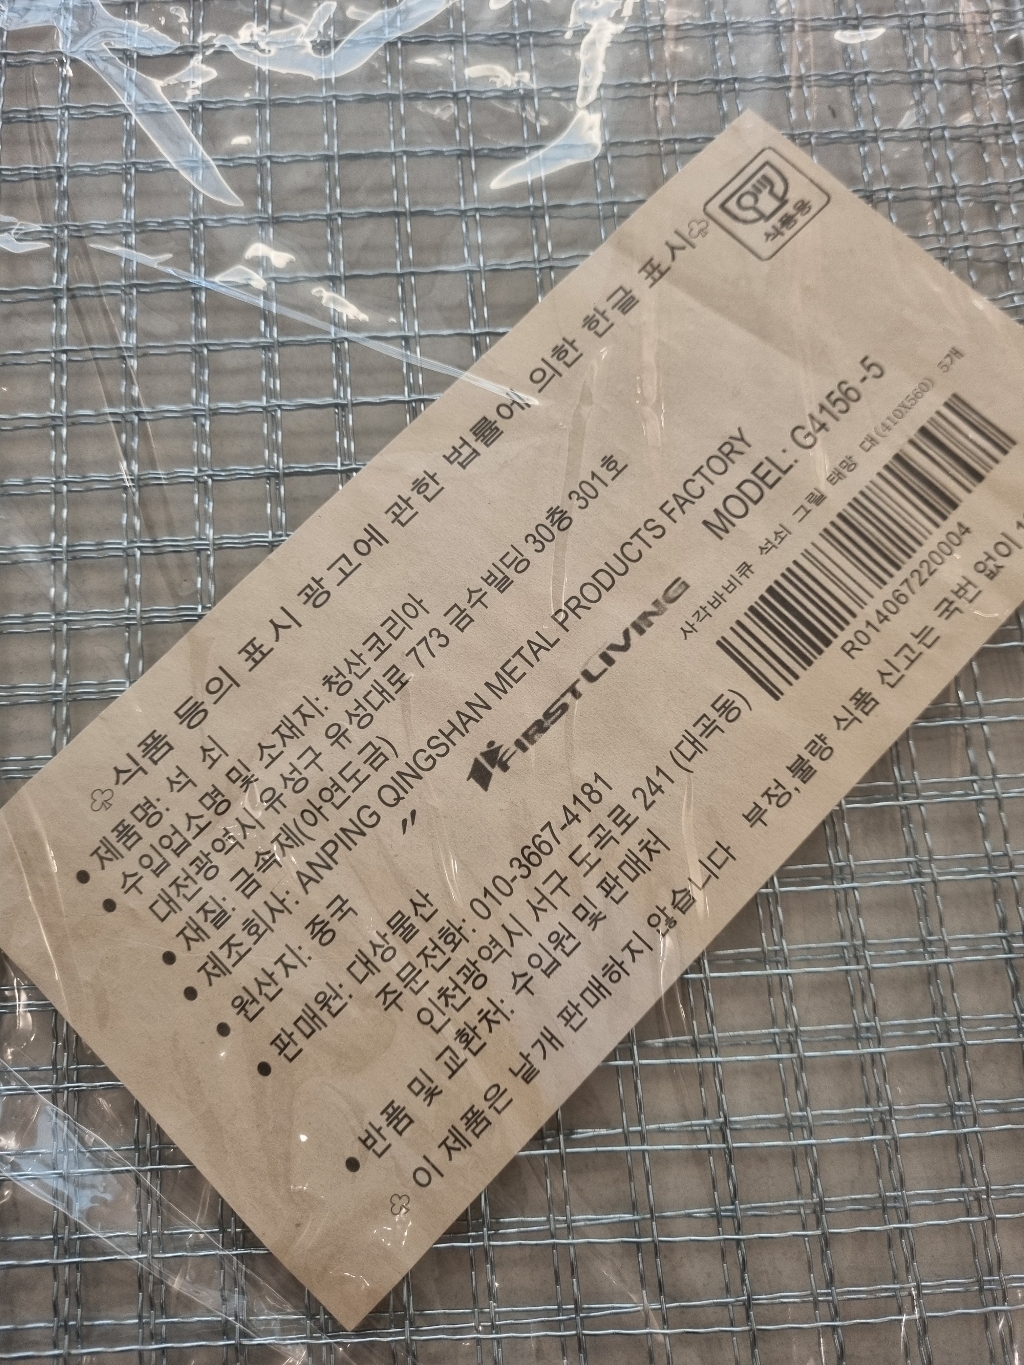 식품용
♧ 식품 등의 표시 광고에 관한 법률에 의한 한글 표시♧
● 제품명: 석 쇠
● 수입업소명 및 소재지: 청산코리아
대전광역시 유성구 유성대로 773 금수빌딩 30층 301호
● 재질: 금속제(아연도금)
● 제조회사: ANPING QINGSHAN METAL PRODUCTS FACTORY
MODEL: G4156-5
● 원산지: 중국 〃
FIRST LIVING
사각바비큐 석쇠 그릴 태망 대(410X560) 5개
R014067220004
● 판매원: 대상물산
주문전화: 010-3667-4181
인천광역시 서구 도곡로 241 (대곡동)
● 반품 및 교환처: 수입원 및 판매처
♧ 이 제품은 낱개 판매하지 않습니다 부정,불량 식품 신고는 국번 없이 1